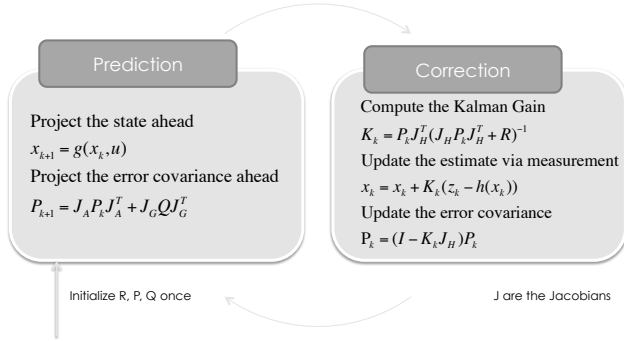 Prediction
Project the state ahead
x_{k+1} = g(x_k, u)
Project the error covariance ahead
P_{k+1} = J_A P_k J_A^T + J_G Q J_G^T
Correction
Compute the Kalman Gain
K_k = P_k J_H^T (J_H P_k J_H^T + R)^{-1}
Update the estimate via measurement
x_k = x_k + K_k(z_k − h(x_k))
Update the error covariance
P_k = (I − K_k J_H)P_k
Initialize R, P, Q once
J are the Jacobians